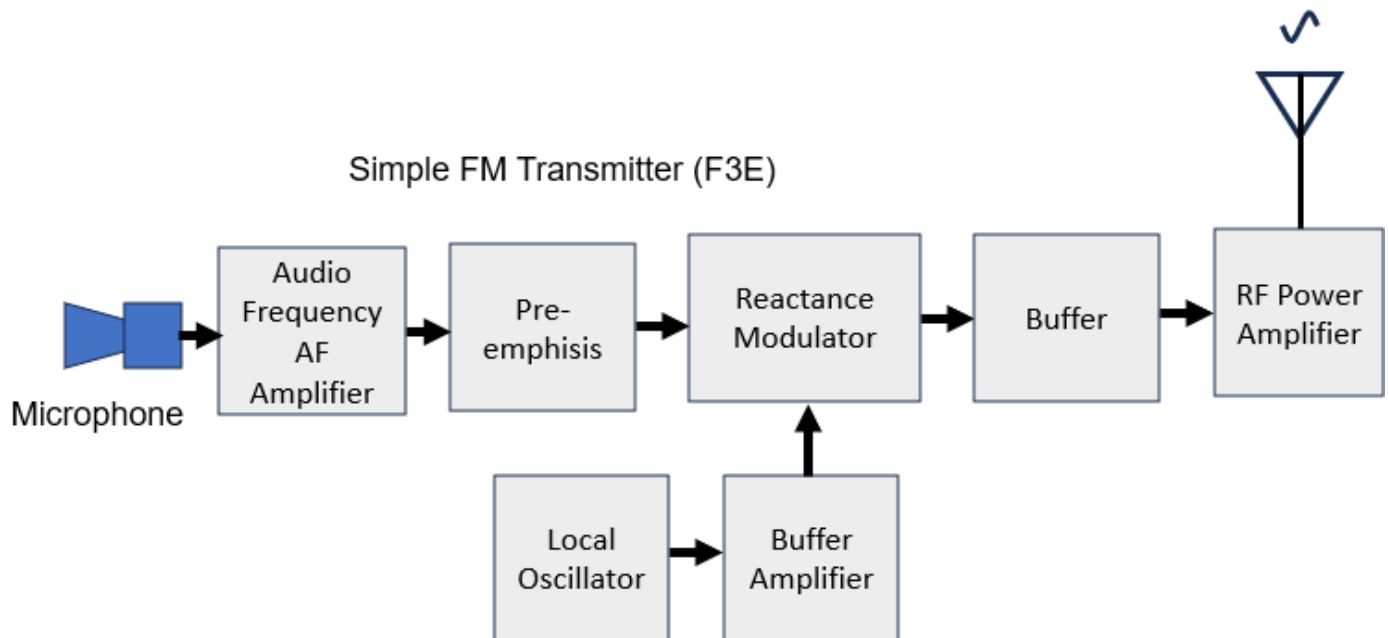 Simple FM Transmitter (F3E)
Microphone
Audio
Frequency
AF
Amplifier
Pre-
emphisis
Reactance
Modulator
Buffer
RF Power
Amplifier
Local
Oscillator
Buffer
Amplifier